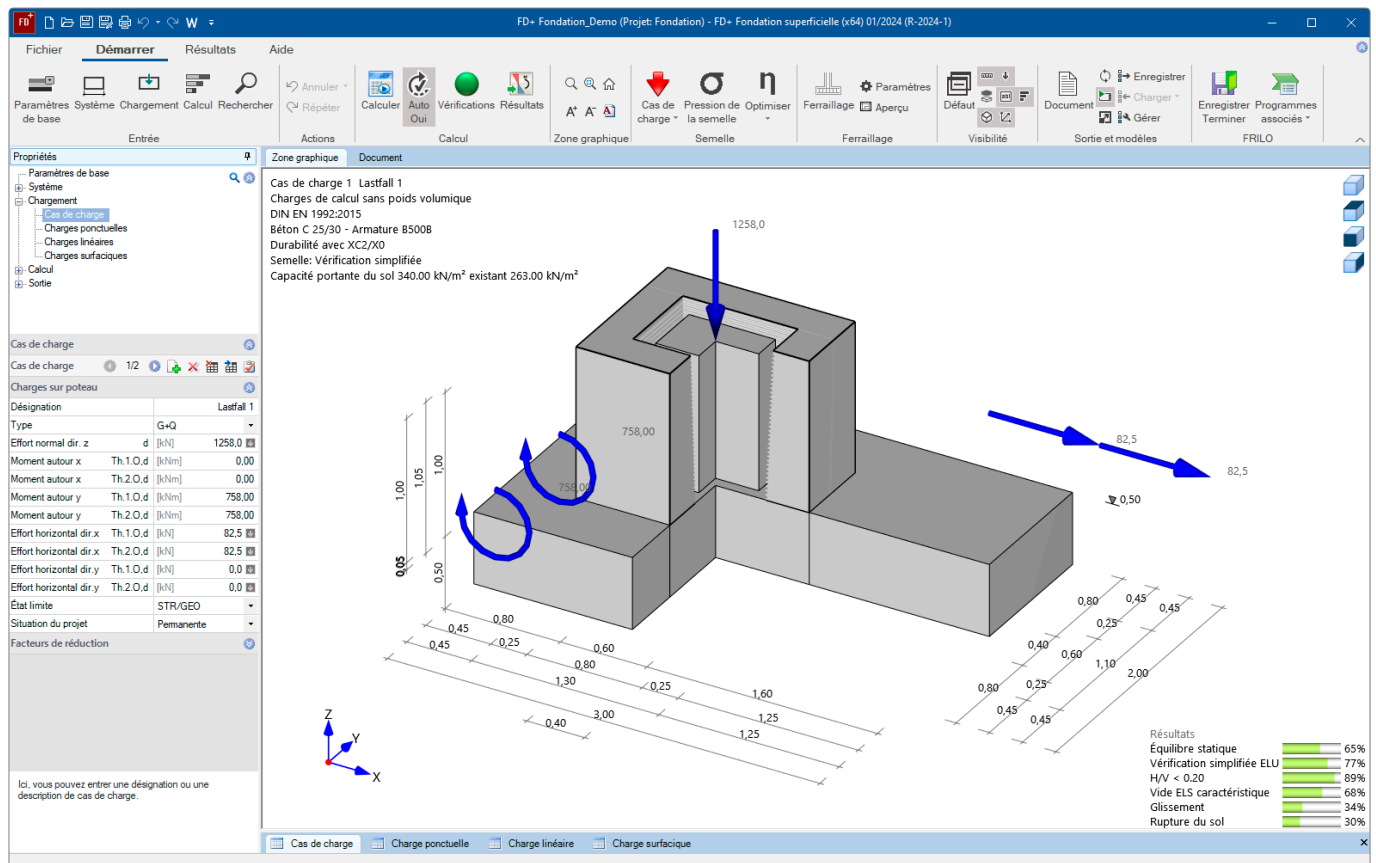 FD+
W
FD+ Fondation_Demo (Projet: Fondation) - FD+ Fondation superficielle (x64) 01/2024 (R-2024-1)
Fichier Démarrer Résultats Aide
Paramètres de base
Système
Chargement
Calcul
Rechercher
Entrée
Annuler
Répéter
Actions
Calculer
Auto Oui
Vérifications
Résultats
Calcul
Zone graphique
Cas de charge
Pression de la semelle
Optimiser
Semelle
Ferraillage
Paramètres
Aperçu
Ferraillage
Défaut
Visibilité
Document
Enregistrer
Charger
Gérer
Sortie et modèles
Enregistrer Terminer
Programmes associés
FRILO
Propriétés
Paramètres de base
Système
Chargement
Cas de charge
Charges ponctuelles
Charges linéaires
Charges surfaciques
Calcul
Sortie
Cas de charge
Cas de charge 1/2
Charges sur poteau
Désignation Lastfall 1
Type G+Q
Effort normal dir. z d [kN] 1258,0
Moment autour x Th.1.O,d [kNm] 0,00
Moment autour x Th.2.O,d [kNm] 0,00
Moment autour y Th.1.O,d [kNm] 758,00
Moment autour y Th.2.O,d [kNm] 758,00
Effort horizontal dir.x Th.1.O,d [kN] 82,5
Effort horizontal dir.x Th.2.O,d [kN] 82,5
Effort horizontal dir.y Th.1.O,d [kN] 0,0
Effort horizontal dir.y Th.2.O,d [kN] 0,0
État limite STR/GEO
Situation du projet Permanente
Facteurs de réduction
Ici, vous pouvez entrer une désignation ou une
description de cas de charge.
Zone graphique Document
Cas de charge 1 Lastfall 1
Charges de calcul sans poids volumique
DIN EN 1992:2015
Béton C 25/30 - Armature B500B
Durabilité avec XC2/X0
Semelle: Vérification simplifiée
Capacité portante du sol 340.00 kN/m² existant 263.00 kN/m²
1258,0
758,00
758,00
82,5
82,5
0,50
1,00
1,05
1,00
0,05
0,50
0,80
0,45
0,45
0,25
0,60
0,80
1,30
0,25
1,60
3,00
1,25
0,40
1,25
0,80
0,45
0,45
0,25
0,40
0,60
1,10
2,00
0,80
0,25
0,45
0,45
Z
Y
X
Résultats
Équilibre statique 65%
Vérification simplifiée ELU 77%
H/V < 0.20 89%
Vide ELS caractéristique 68%
Glissement 34%
Rupture du sol 30%
Cas de charge Charge ponctuelle Charge linéaire Charge surfacique